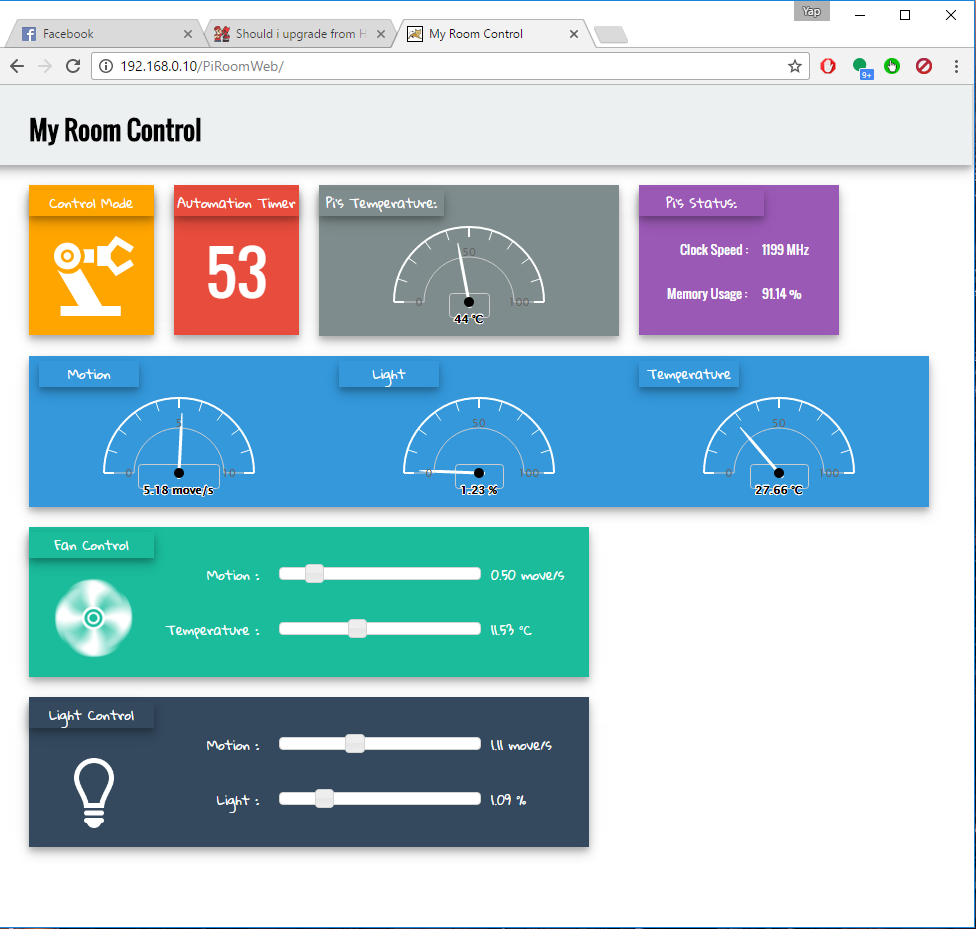 Yap
Facebook
Should i upgrade from H
My Room Control
192.168.0.10/PiRoomWeb/
9+
My Room Control
Control Mode
Automation Timer
Pi's Temperature:
Pi's Status:
53
0
50
100
44 °C
Clock Speed : 1199 MHz
Memory Usage : 91.14 %
Motion
Light
Temperature
0
5
10
5.18 move/s
0
50
100
1.23 %
0
50
100
27.66 °C
Fan Control
Motion : 0.50 move/s
Temperature : 11.53 °C
Light Control
Motion : 1.11 move/s
Light : 1.09 %